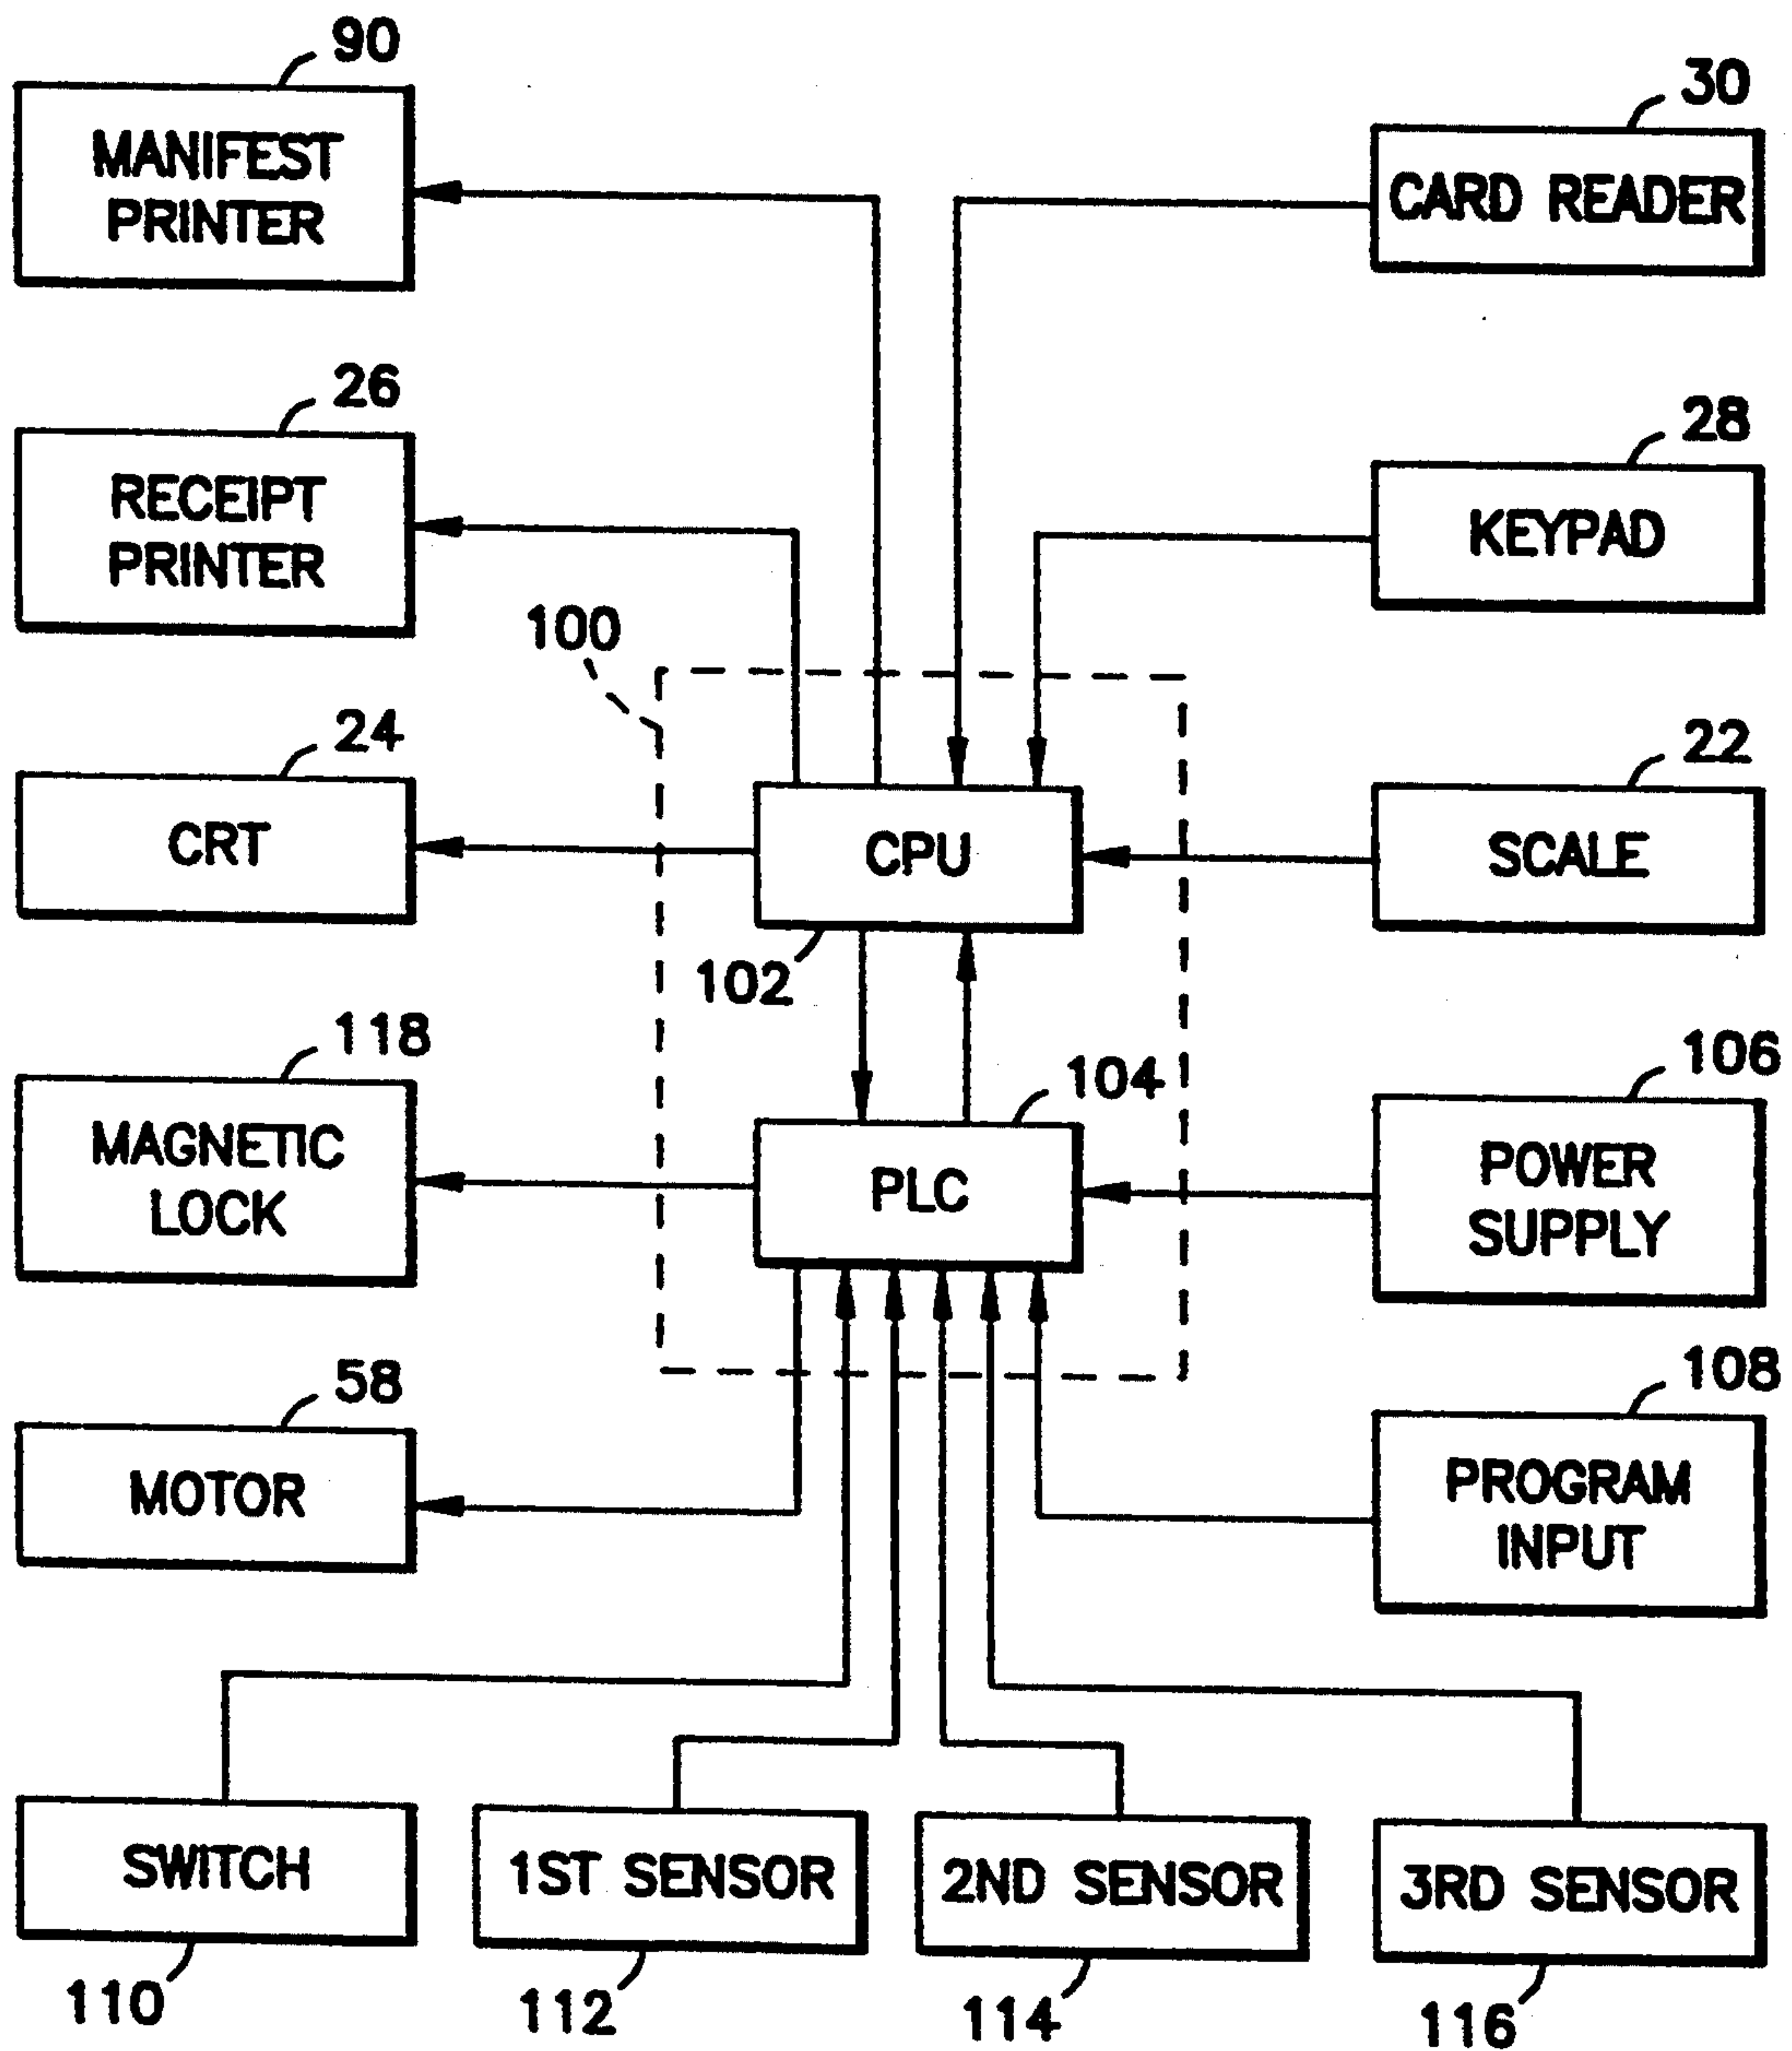 90
MANIFEST
PRINTER
30
CARD READER
26
RECEIPT
PRINTER
28
KEYPAD
100
24
CRT
CPU
102
22
SCALE
118
MAGNETIC
LOCK
104
PLC
106
POWER
SUPPLY
58
MOTOR
108
PROGRAM
INPUT
SWITCH
110
1ST SENSOR
112
2ND SENSOR
114
3RD SENSOR
116